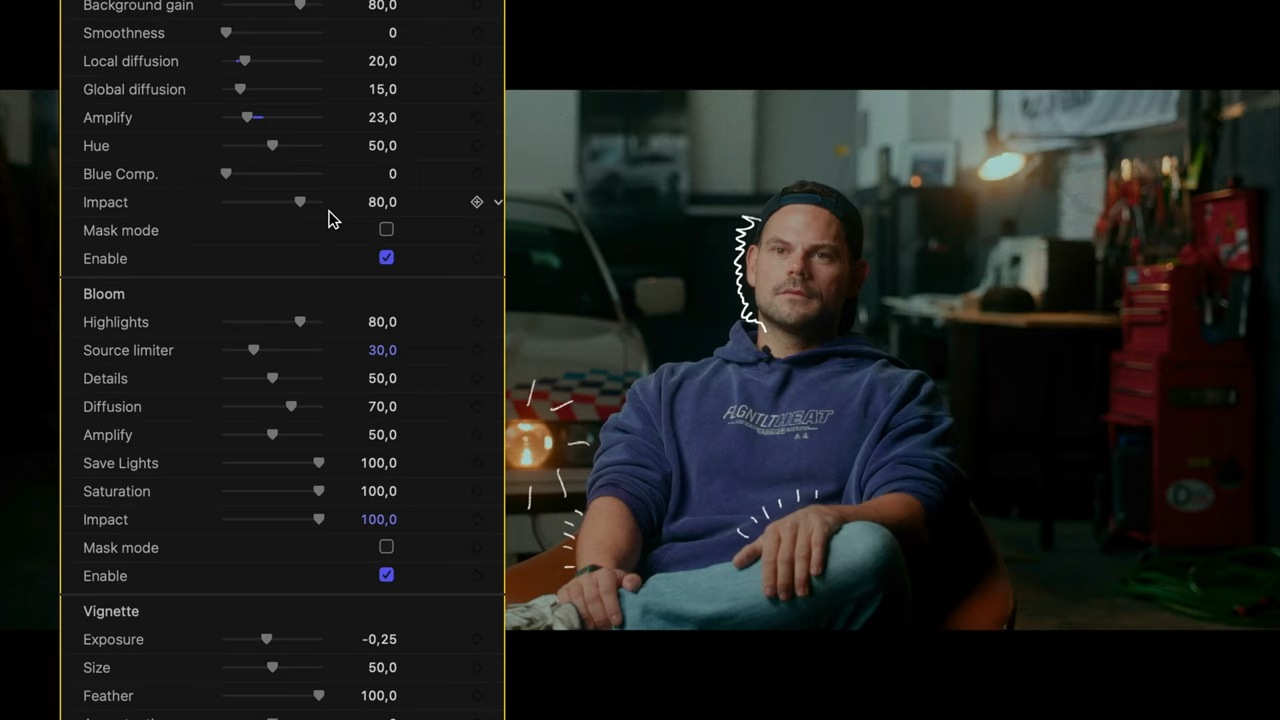 Background gain 80,0
Smoothness 0
Local diffusion 20,0
Global diffusion 15,0
Amplify 23,0
Hue 50,0
Blue Comp. 0
Impact 80,0
Mask mode
Enable
Bloom
Highlights 80,0
Source limiter 30,0
Details 50,0
Diffusion 70,0
Amplify 50,0
Save Lights 100,0
Saturation 100,0
Impact 100,0
Mask mode
Enable
Vignette
Exposure -0,25
Size 50,0
Feather 100,0
FLGNTLTHEAT